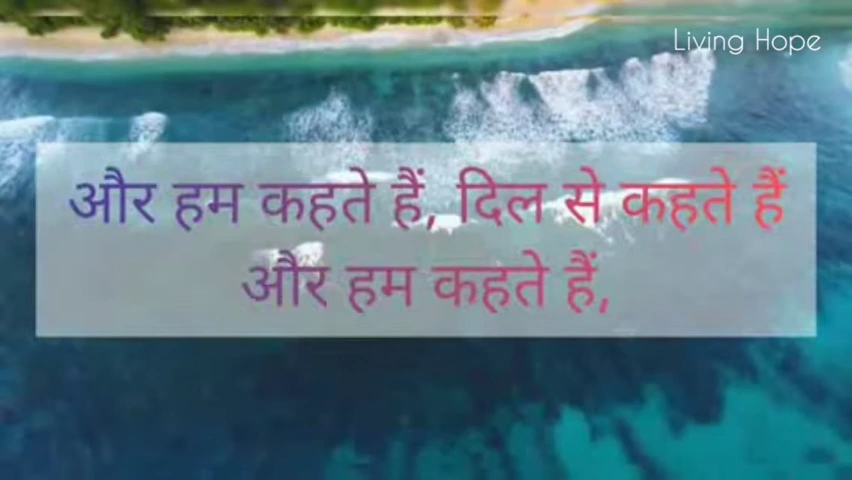 Living Hope
और हम कहते हैं, दिल से कहते हैं
और हम कहते हैं,